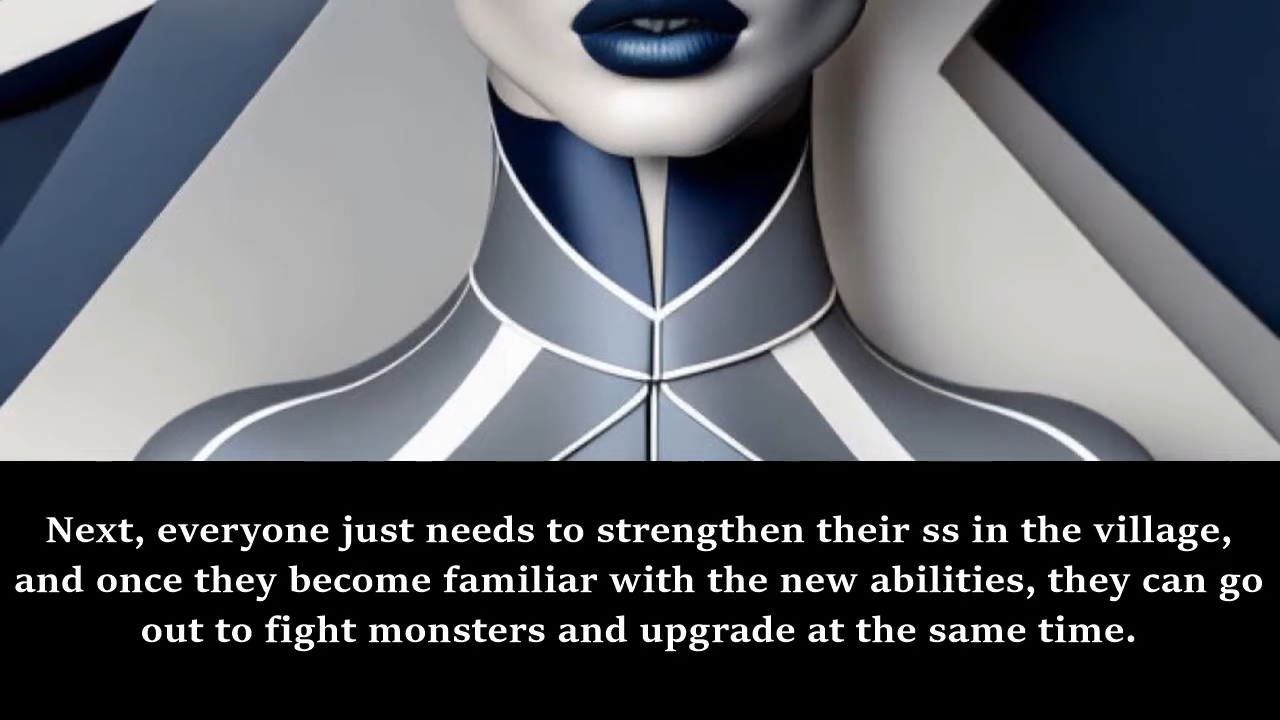 Next, everyone just needs to strengthen their ss in the village,
and once they become familiar with the new abilities, they can go
out to fight monsters and upgrade at the same time.